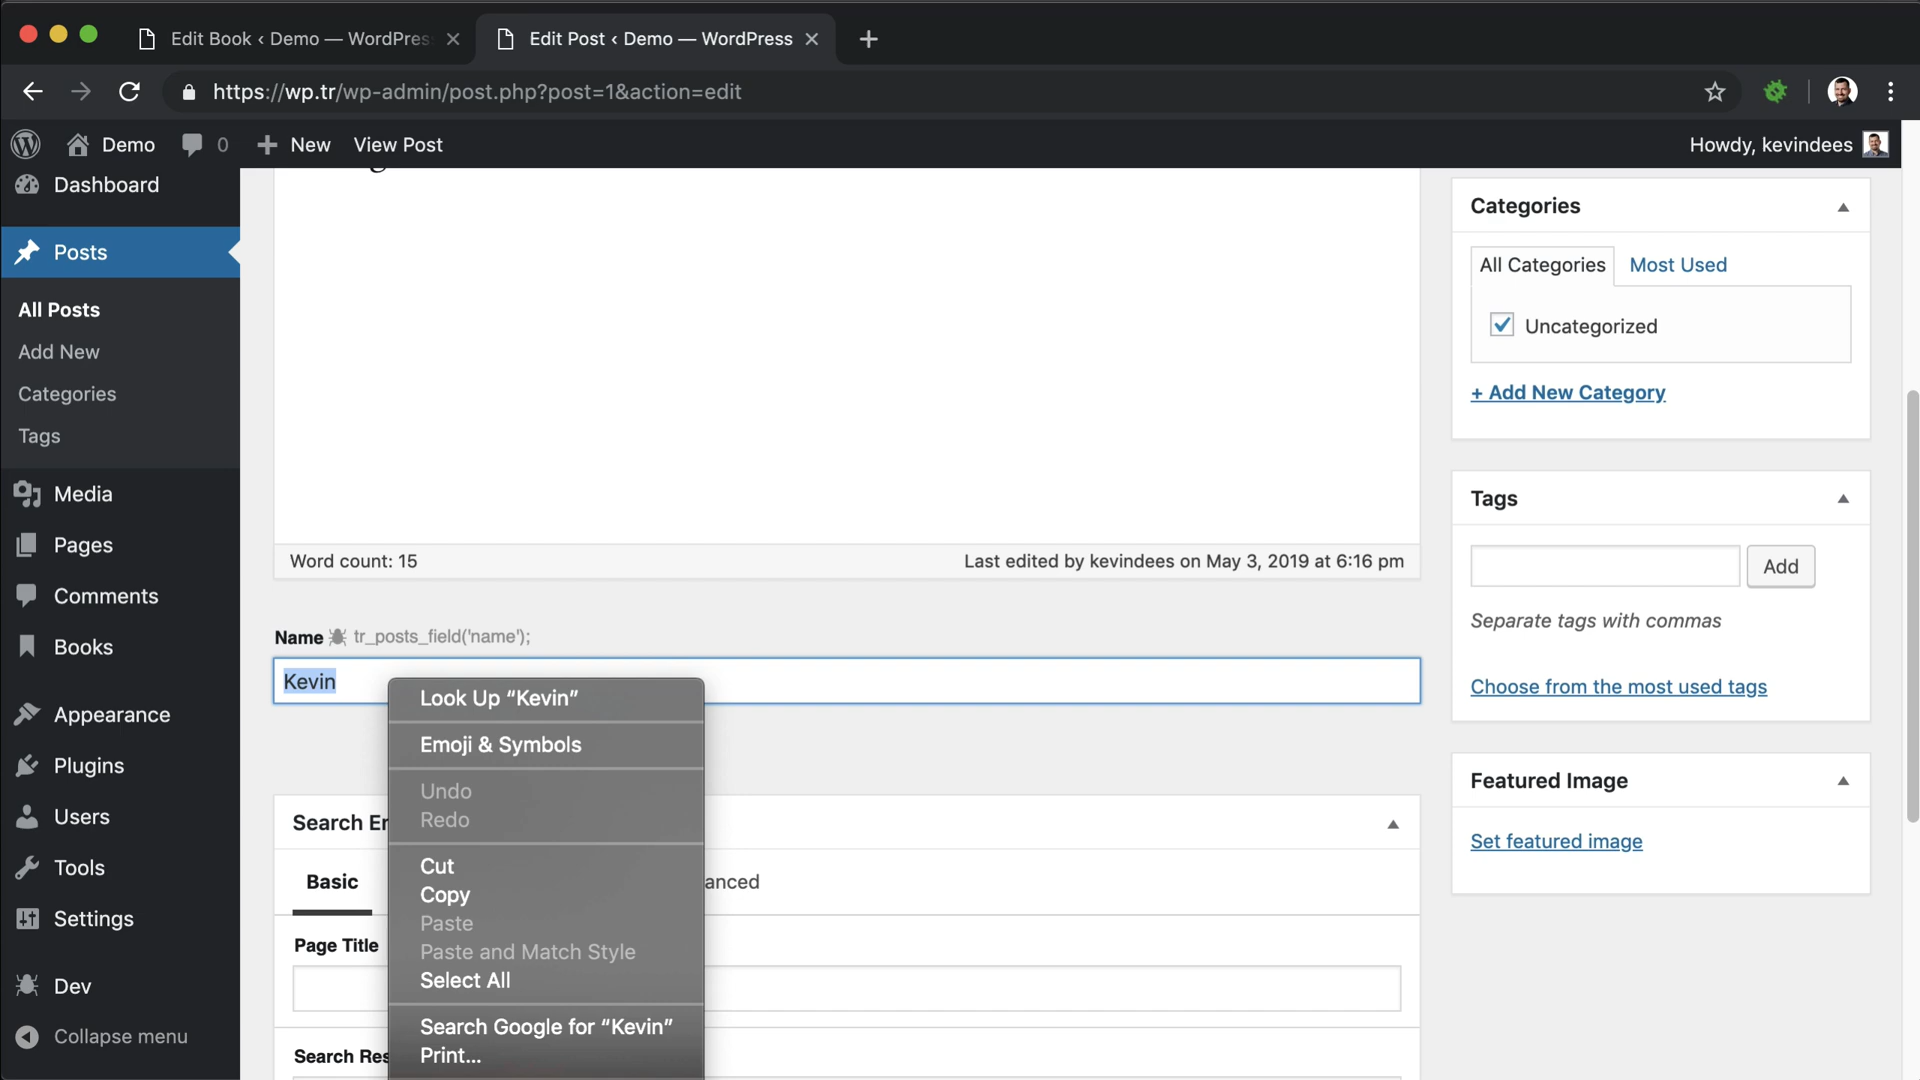 Edit Book ‹ Demo — WordPres
Edit Post ‹ Demo — WordPress
https://wp.tr/wp-admin/post.php?post=1&action=edit
Demo
0
New
View Post
Howdy, kevindees
Dashboard
Posts
All Posts
Add New
Categories
Tags
Media
Pages
Comments
Books
Appearance
Plugins
Users
Tools
Settings
Dev
Collapse menu
Word count: 15
Last edited by kevindees on May 3, 2019 at 6:16 pm
Name tr_posts_field('name');
Kevin
Look Up “Kevin”
Emoji & Symbols
Undo
Redo
Cut
Copy
Paste
Paste and Match Style
Select All
Search Google for “Kevin”
Print...
Search En
Basic
anced
Page Title
Search Res
Categories
All Categories
Most Used
Uncategorized
+ Add New Category
Tags
Add
Separate tags with commas
Choose from the most used tags
Featured Image
Set featured image